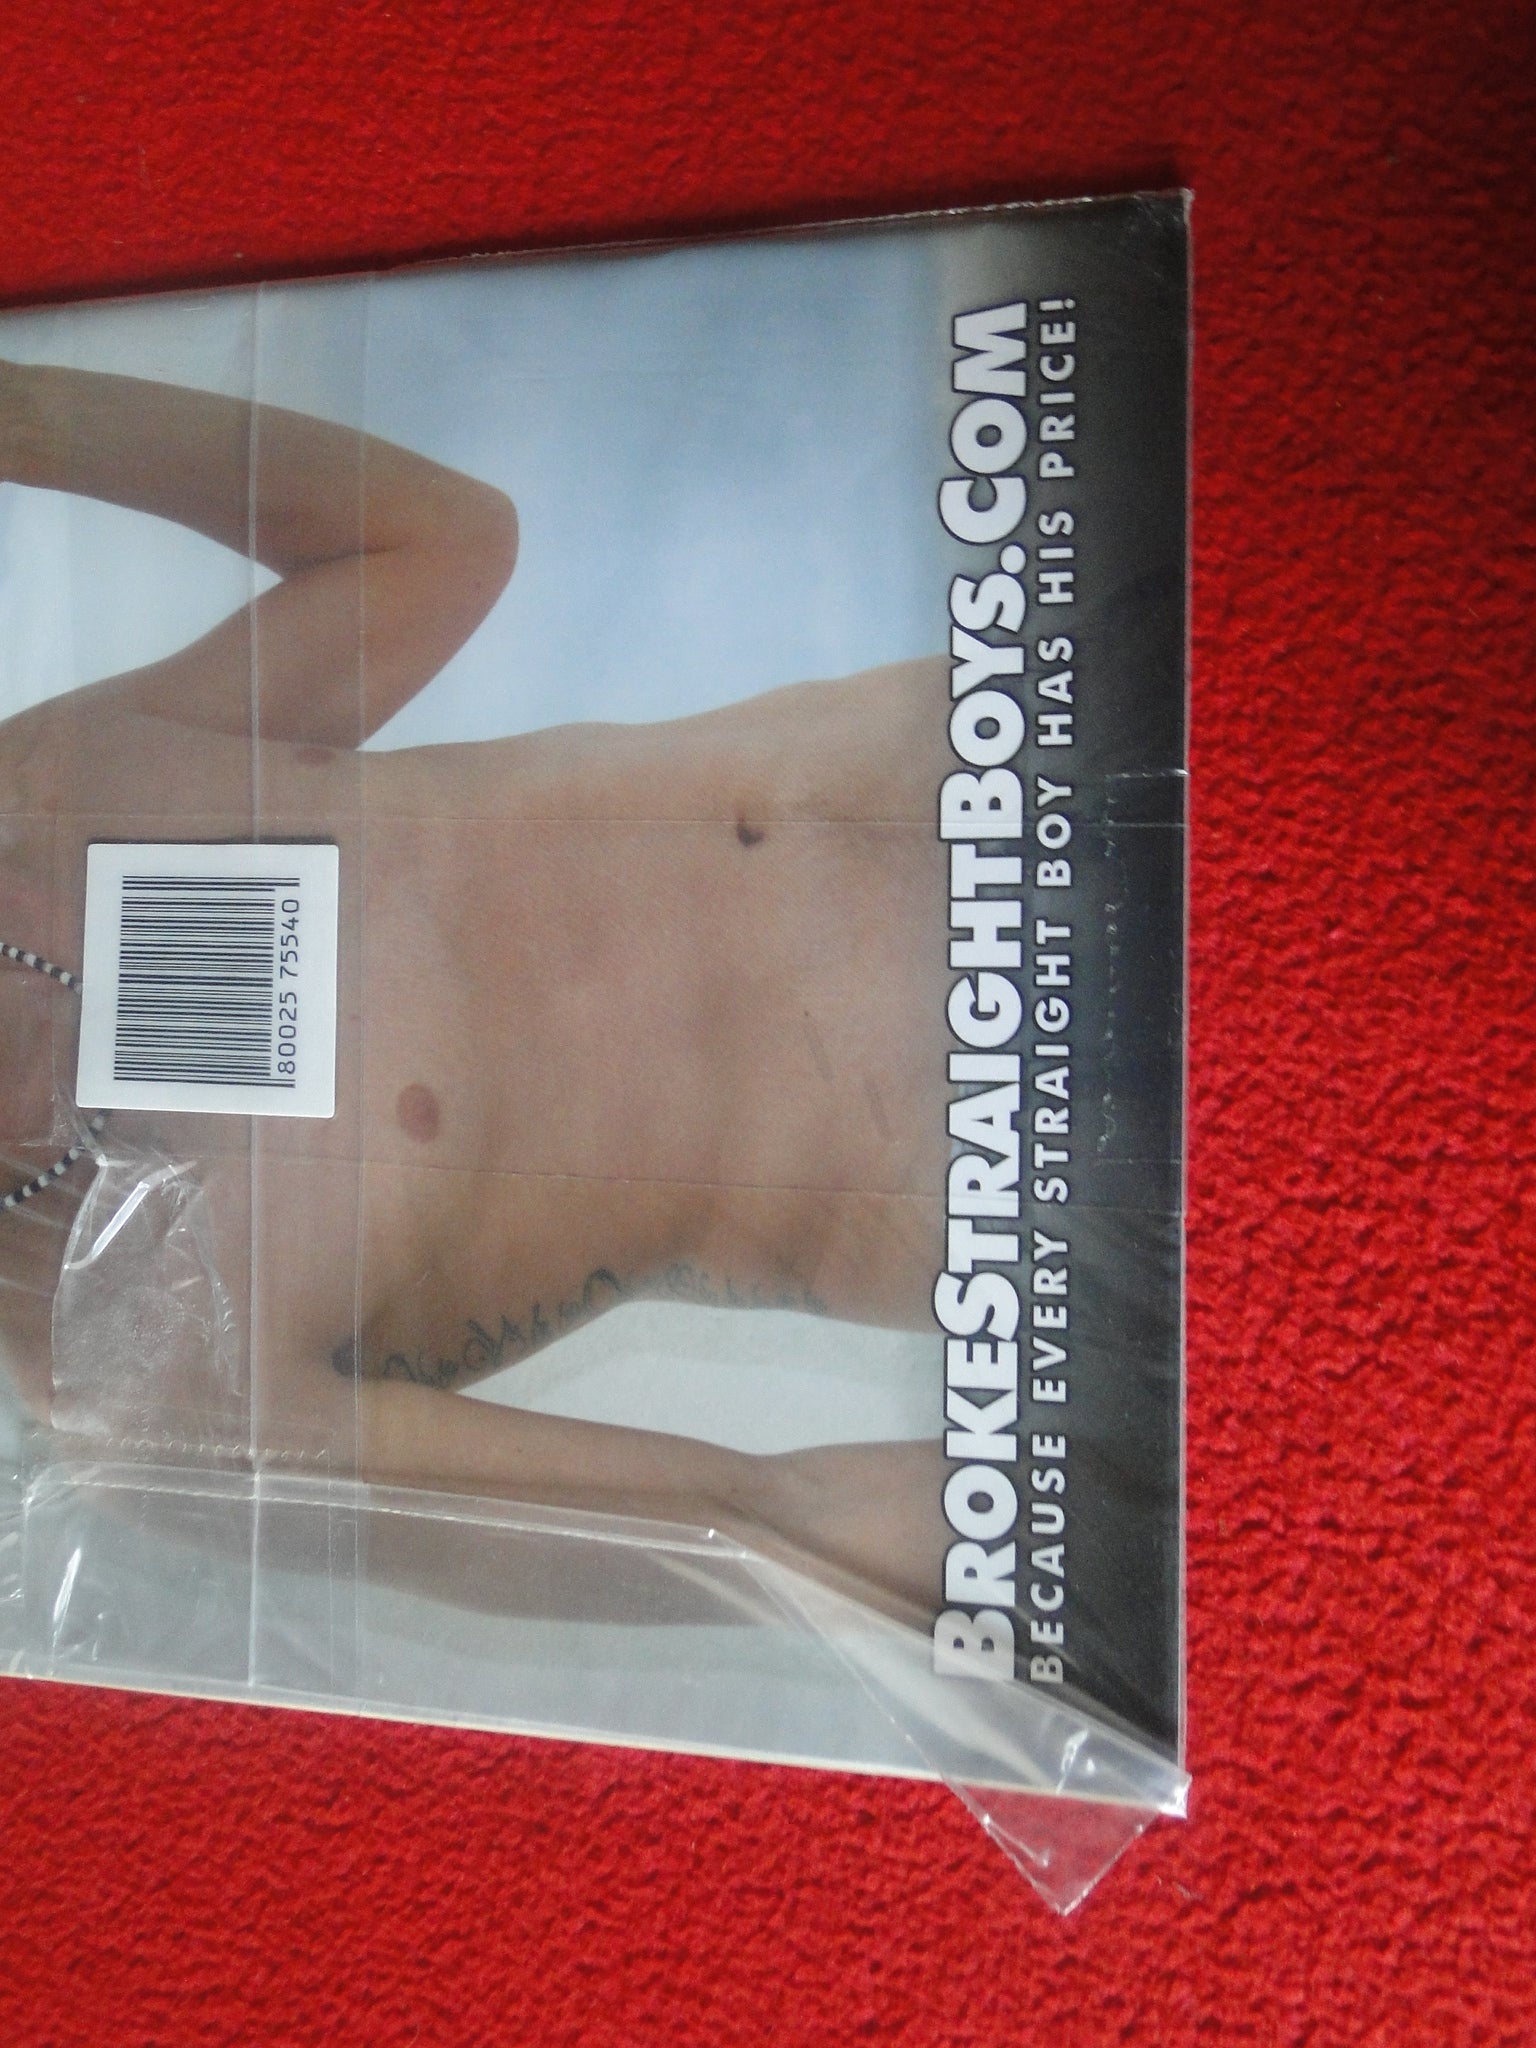 80025 75540
BROKESTRAIGHTBOYS.COM
BECAUSE EVERY STRAIGHT BOY HAS HIS PRICE!